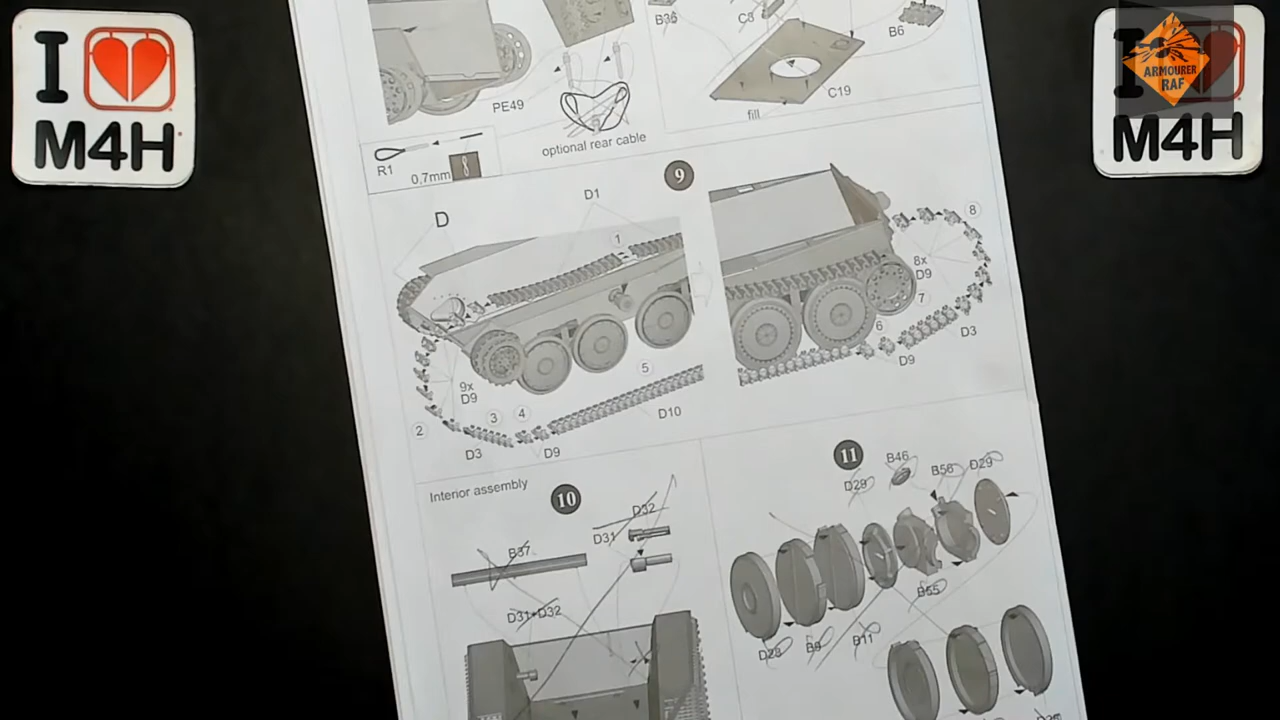 I
M4H
I
M4H
ARMOURER
RAF
B36
C3
B6
C19
fill
PE49
optional rear cable
R1
0,7mm
9
D
D1
1
8
8x
D9
7
6
D3
D9
9x
D9
5
2
3
4
D10
D3
D9
Interior assembly
10
D32
D31
B37
D31+D32
11
B46
D29
B56
D29
B55
D28
B9
B11